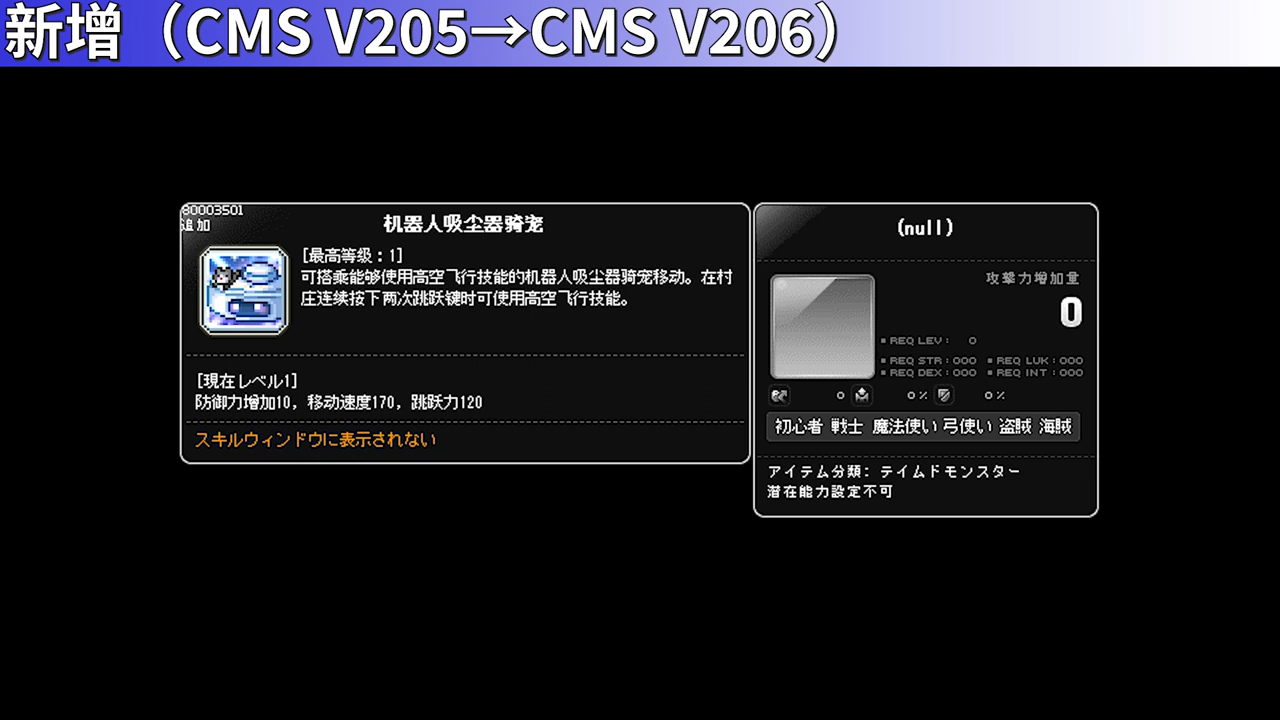 新增（CMS V205→CMS V206）
80003501
追加
机器人吸尘器骑宠
[最高等级：1]
可搭乘能够使用高空飞行技能的机器人吸尘器骑宠移动。在村
庄连续按下两次跳跃键时可使用高空飞行技能。
[現在レベル1]
防御力增加10，移动速度170，跳跃力120
スキルウィンドウに表示されない
(null)
攻撃力増加量
0
REQ LEV : 0
REQ STR : 000 REQ LUK : 000
REQ DEX : 000 REQ INT : 000
0 0 % 0 %
初心者 戦士 魔法使い 弓使い 盗賊 海賊
アイテム分類: テイムドモンスター
潜在能力設定不可